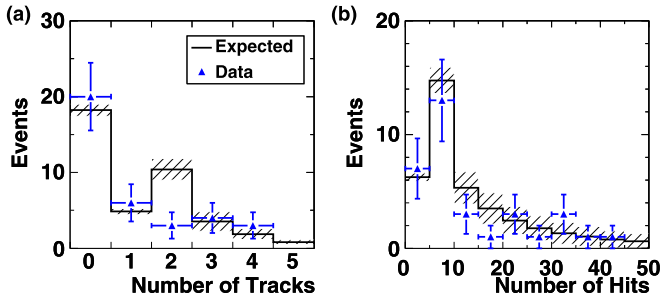 (a)
30
20
10
0
Events
Expected
Data
0 1 2 3 4 5
Number of Tracks
(b)
20
10
0
Events
0 10 20 30 40 50
Number of Hits